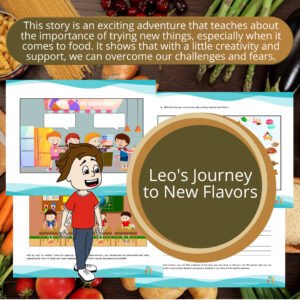 This story is an exciting adventure that teaches about
the importance of trying new things, especially when it
comes to food. It shows that with a little creativity and
support, we can overcome our challenges and fears.
Leo's Journey
to New Flavors